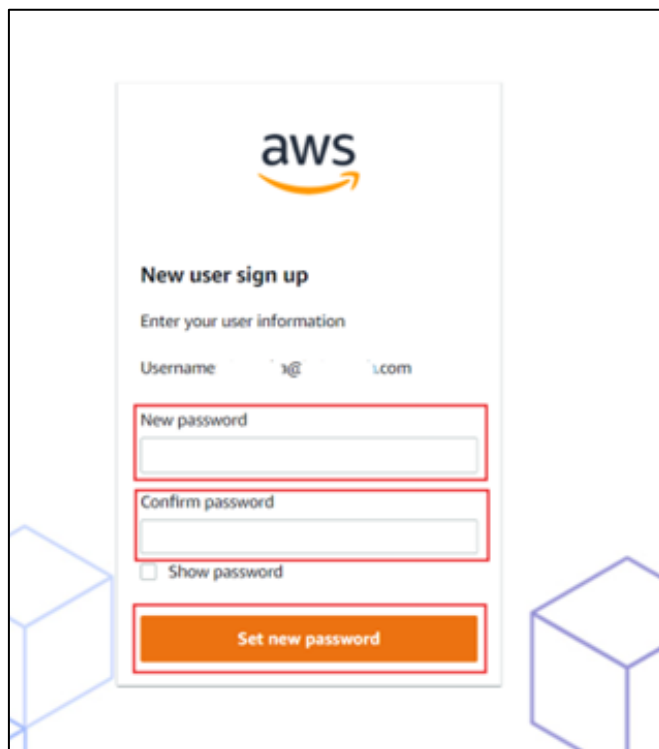 aws
New user sign up
Enter your user information
Username @ .com
New password
Confirm password
Show password
Set new password